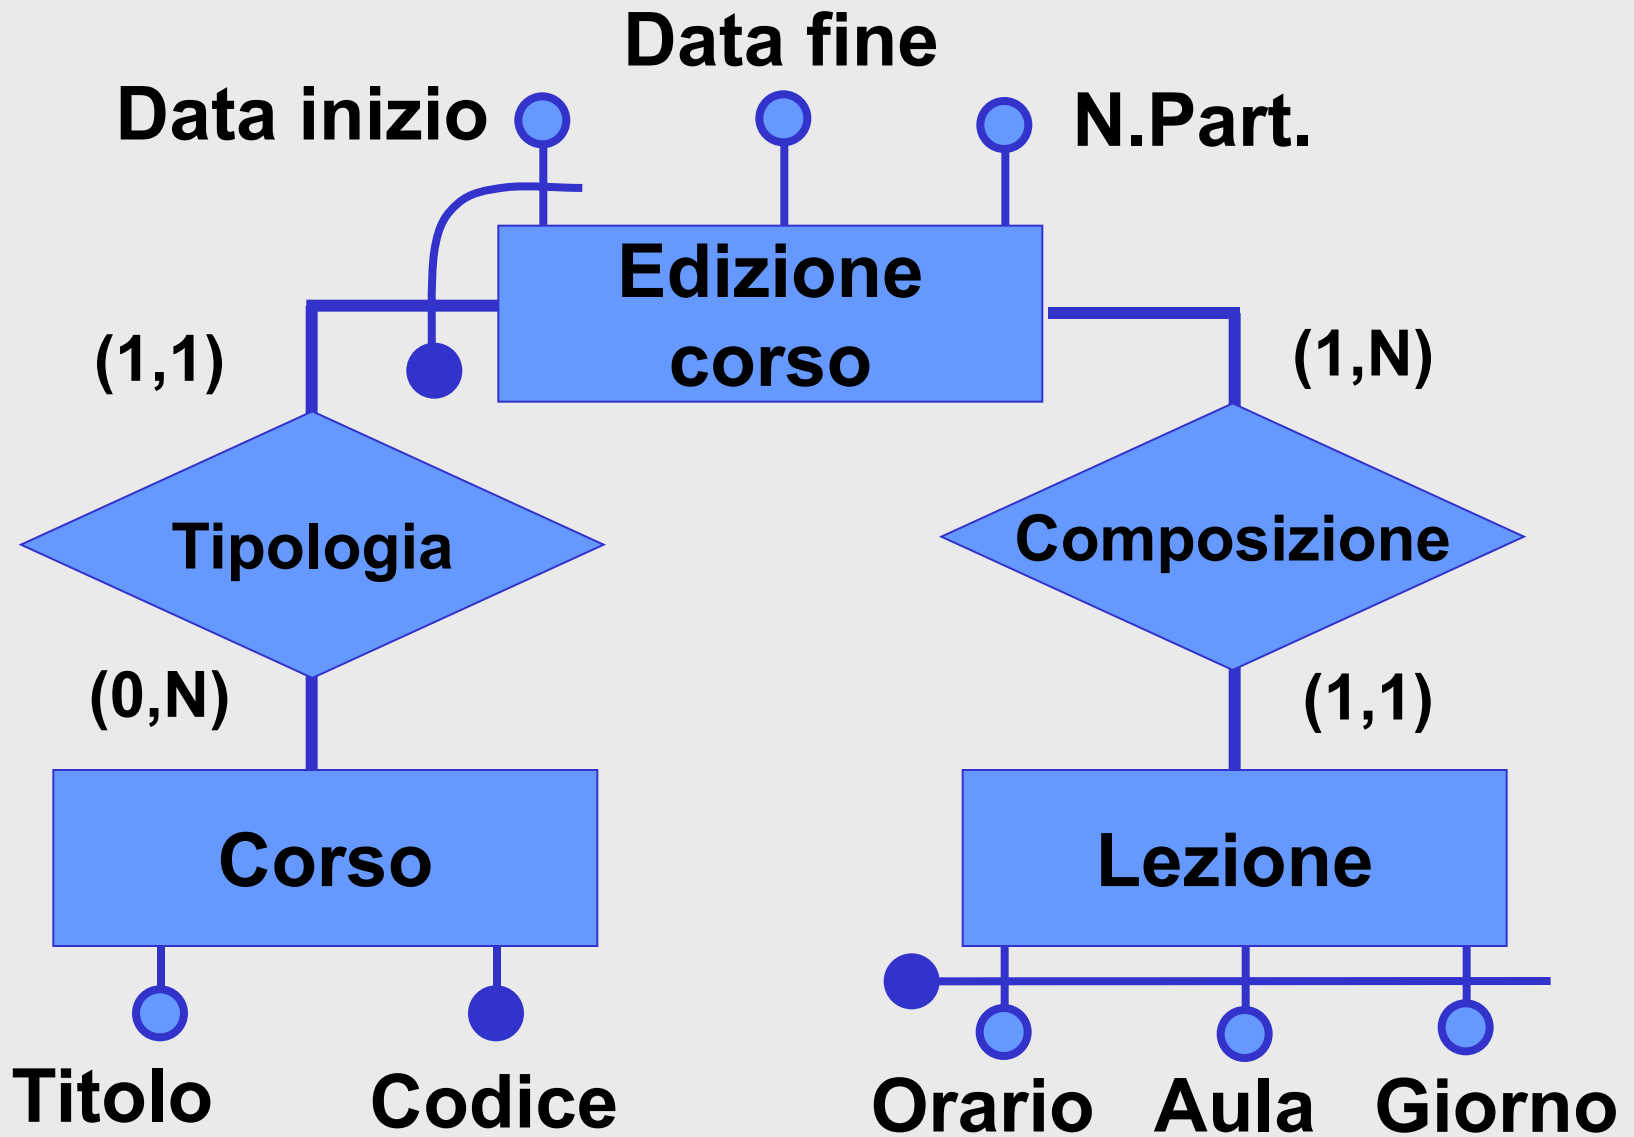 Data fine
Data inizio
N.Part.
Edizione
corso
(1,1)
(1,N)
Tipologia
Composizione
(0,N)
(1,1)
Corso
Lezione
Titolo
Codice
Orario
Aula
Giorno